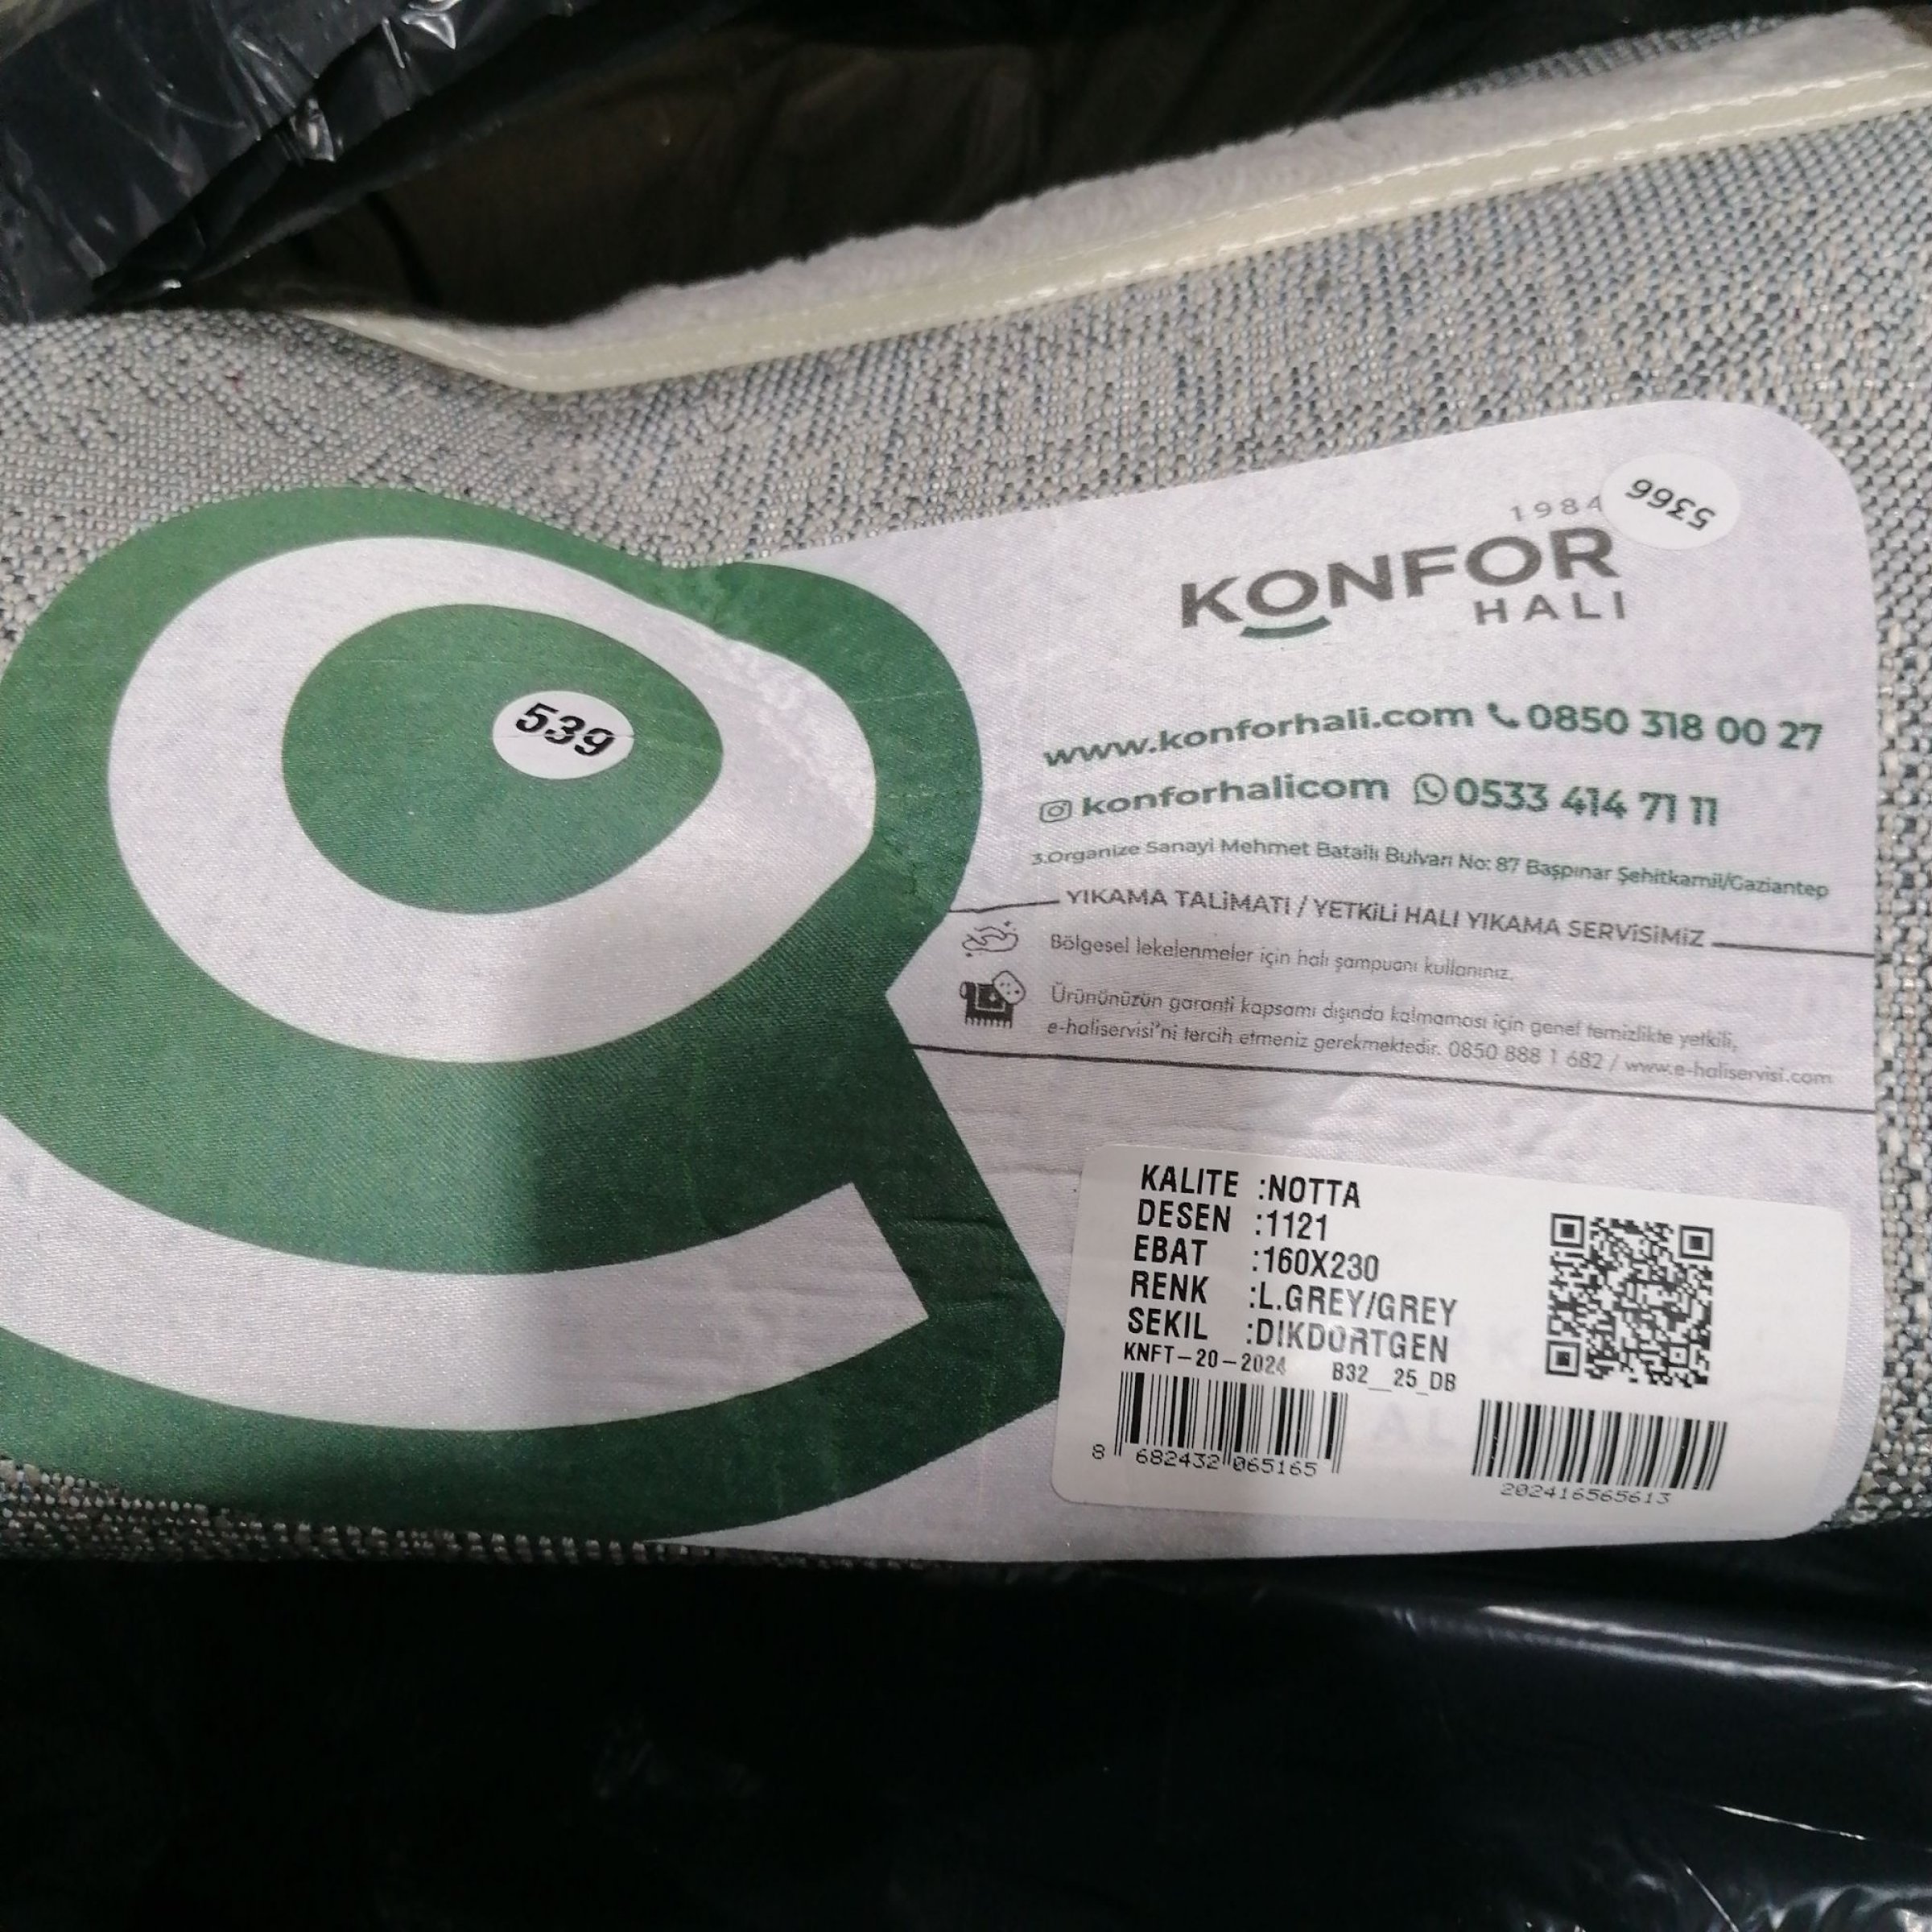 5366
1984
KONFOR
HALI
539
www.konforhali.com 0850 318 00 27
konforhalicom 0533 414 71 11
3.Organize Sanayi Mehmet Batallı Bulvarı No: 87 Başpınar Şehitkamil/Gaziantep
YIKAMA TALİMATI / YETKİLİ HALI YIKAMA SERVİSİMİZ
Bölgesel lekelenmeler için halı şampuanı kullanınız.
Ürününüzün garanti kapsamı dışında kalmaması için genel temizlikte yetkili,
e-haliservisi'ni tercih etmeniz gerekmektedir. 0850 888 1 682 / www.e-haliservisi.com
KALITE :NOTTA
DESEN :1121
EBAT :160X230
RENK :L.GREY/GREY
SEKIL :DIKDORTGEN
KNFT-20-2024 B32__25_DB
8 682432 065165
202416565613